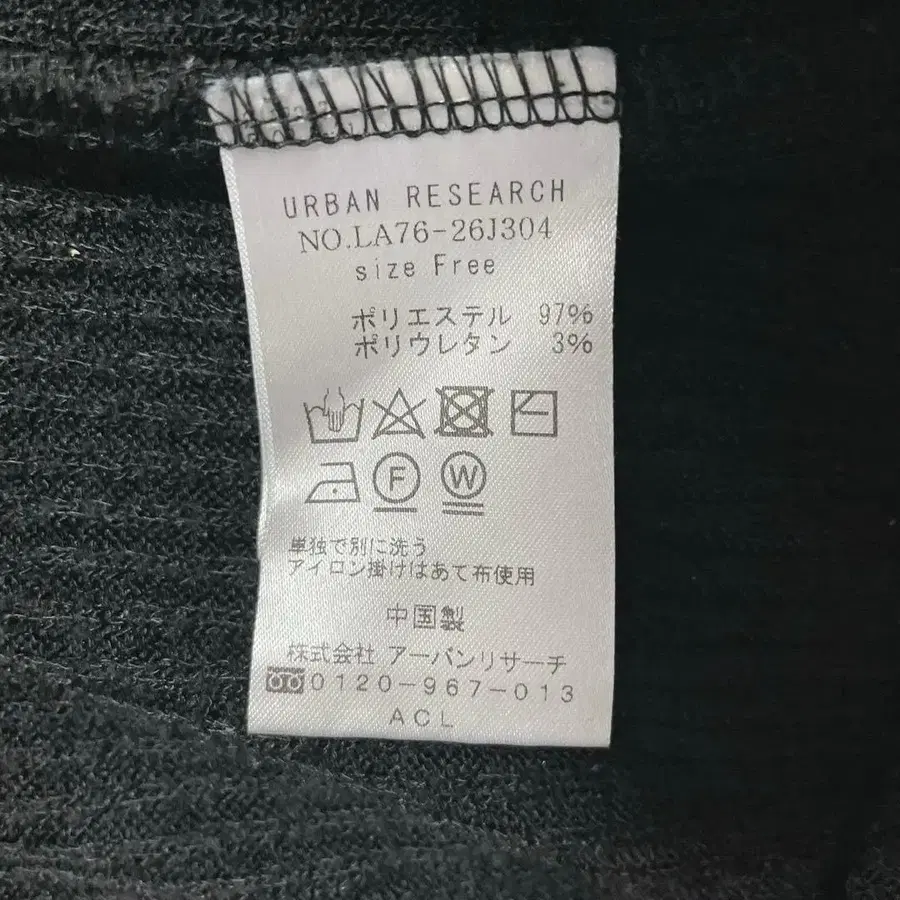 URBAN RESEARCH
NO.LA76-26J304
size Free
ポリエステル 97%
ポリウレタン 3%
F W
単独で別に洗う
アイロン掛けはあて布使用
中国製
株式会社 アーバンリサーチ
0120-967-013
ACL